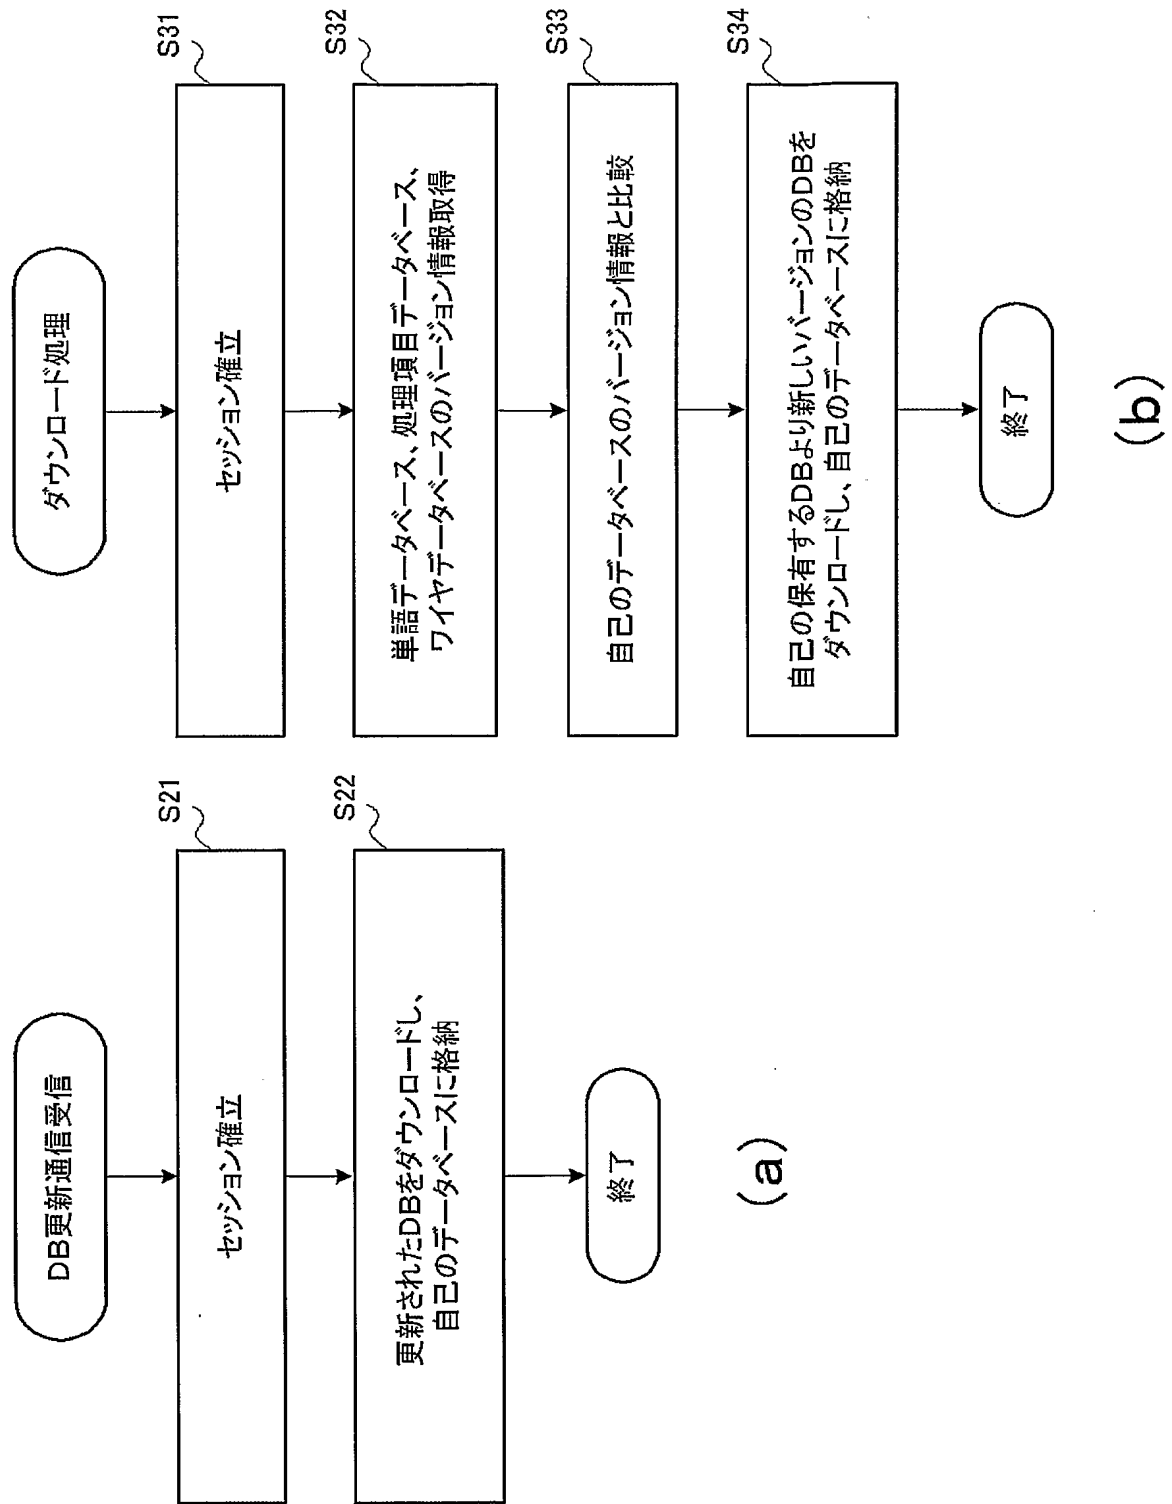 DB更新通信受信
S21
セッション確立
S22
更新されたDBをダウンロードし、
自己のデータベースに格納
終了
(a)
ダウンロード処理
S31
セッション確立
S32
単語データベース、処理項目データベース、
ワイヤデータベースのバージョン情報取得
S33
自己のデータベースのバージョン情報と比較
S34
自己の保有するDBより新しいバージョンのDBを
ダウンロードし、自己のデータベースに格納
終了
(b)